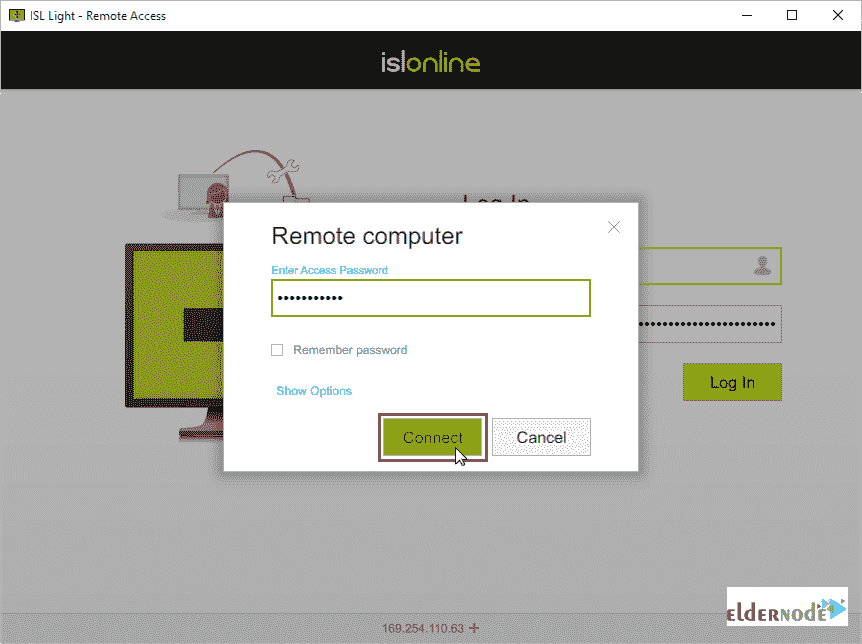 ISL Light - Remote Access
islonline
Log In
Remote computer
Enter Access Password
•••••••••••
Remember password
Show Options
Log In
Connect
Cancel
ELDERNODE
169.254.110.63 +